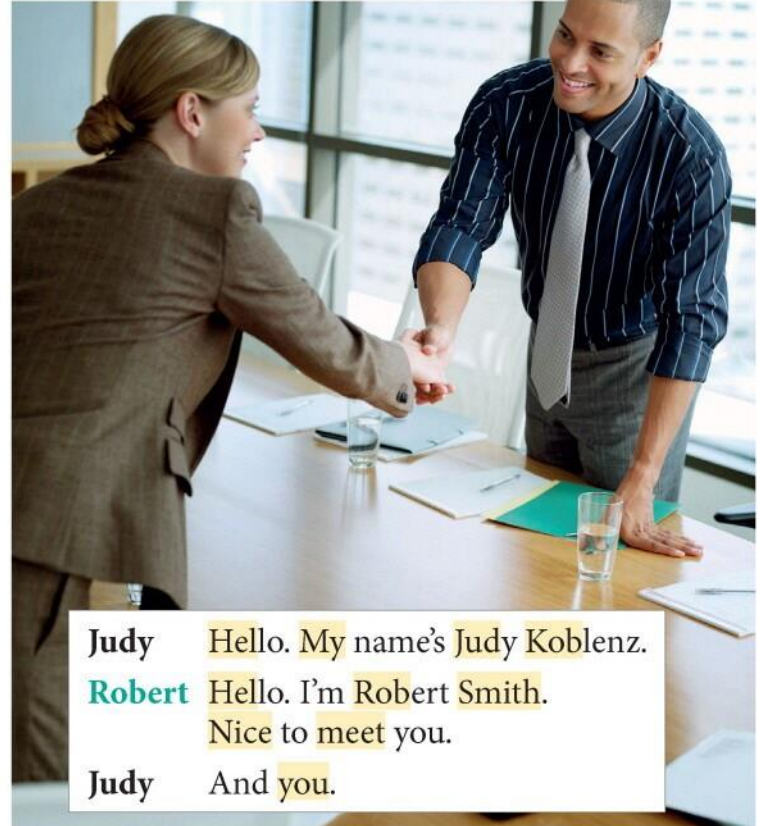 Judy Hello. My name's Judy Koblenz.
Robert Hello. I'm Robert Smith.
Nice to meet you.
Judy And you.